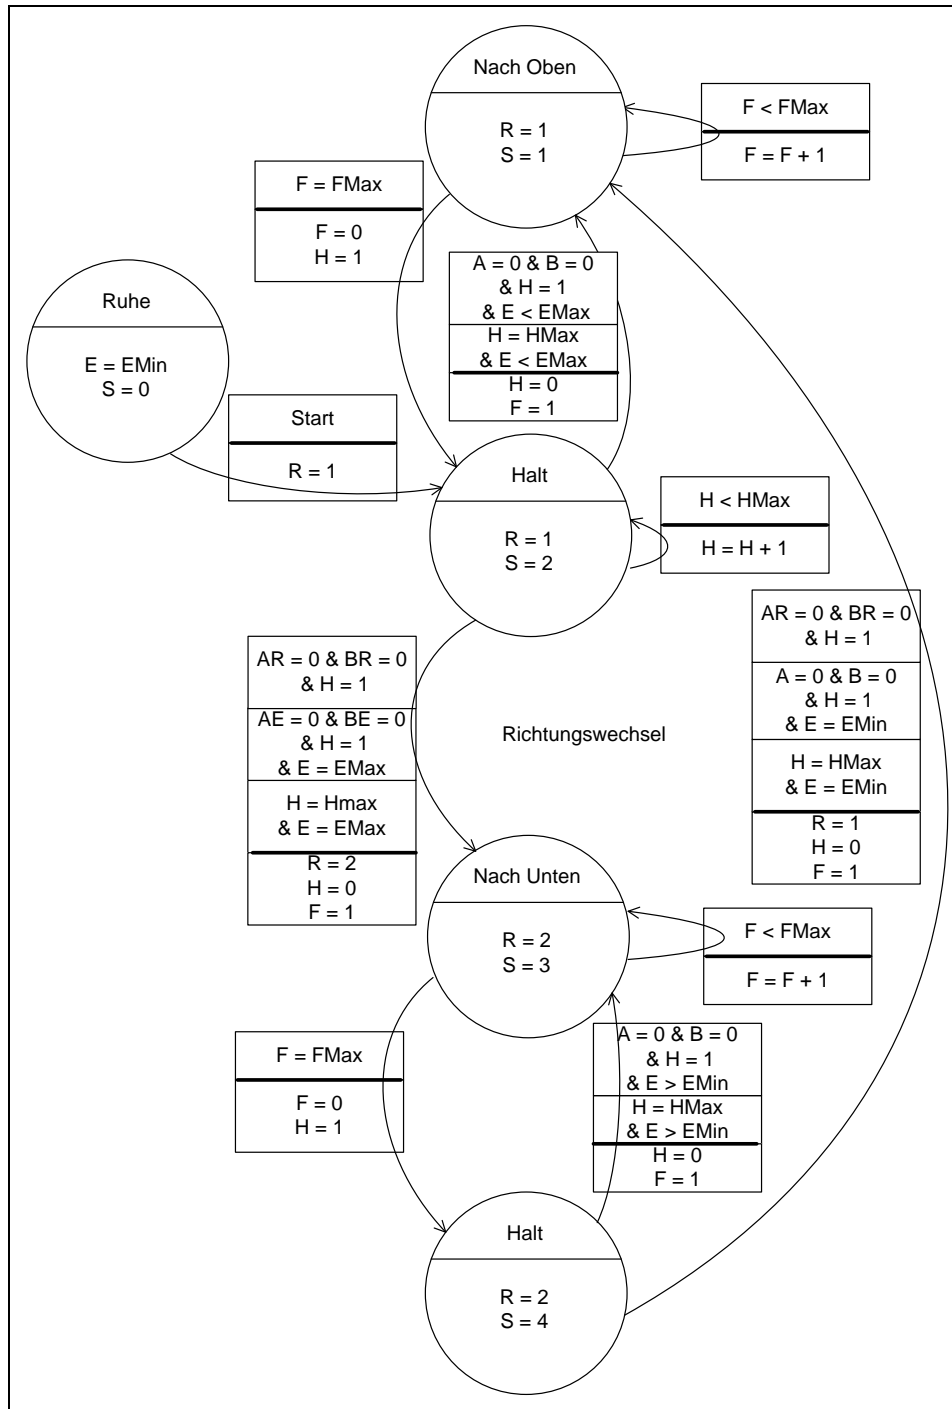 Nach Oben
R = 1
S = 1
F < FMax
F = F + 1
F = FMax
F = 0
H = 1
A = 0 & B = 0
& H = 1
& E < EMax
H = HMax
& E < EMax
H = 0
F = 1
Ruhe
E = EMin
S = 0
Start
R = 1
Halt
R = 1
S = 2
H < HMax
H = H + 1
AR = 0 & BR = 0
& H = 1
AE = 0 & BE = 0
& H = 1
& E = EMax
H = Hmax
& E = EMax
R = 2
H = 0
F = 1
Richtungswechsel
AR = 0 & BR = 0
& H = 1
A = 0 & B = 0
& H = 1
& E = EMin
H = HMax
& E = EMin
R = 1
H = 0
F = 1
Nach Unten
R = 2
S = 3
F < FMax
F = F + 1
F = FMax
F = 0
H = 1
A = 0 & B = 0
& H = 1
& E > EMin
H = HMax
& E > EMin
H = 0
F = 1
Halt
R = 2
S = 4